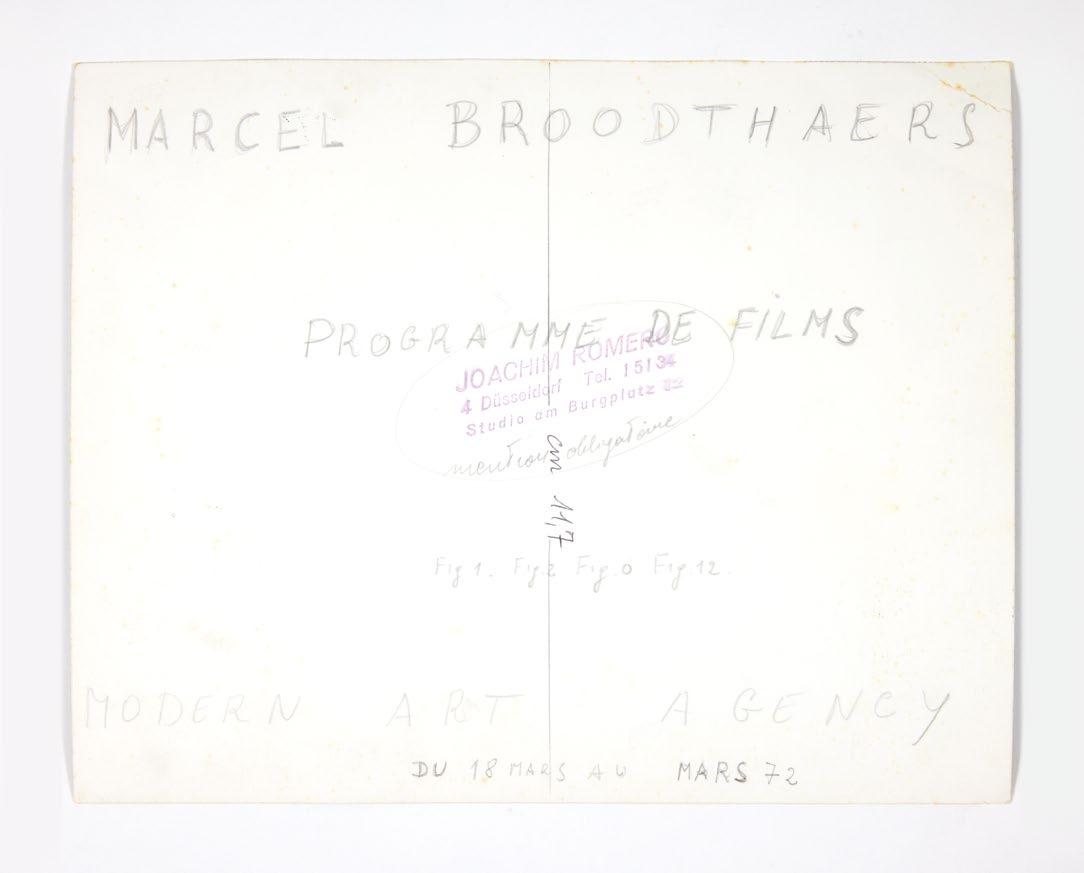 MARCEL BROODTHAERS
PROGRAMME DE FILMS
JOACHIM ROMERO
4 Düsseldorf Tel. 15134
Studio am Burgplatz
mention obligatoire
cm 11,7
Fig 1. Fig.2 Fig.0 Fig.12.
MODERN ART AGENCY
DU 18 MARS AU MARS 72